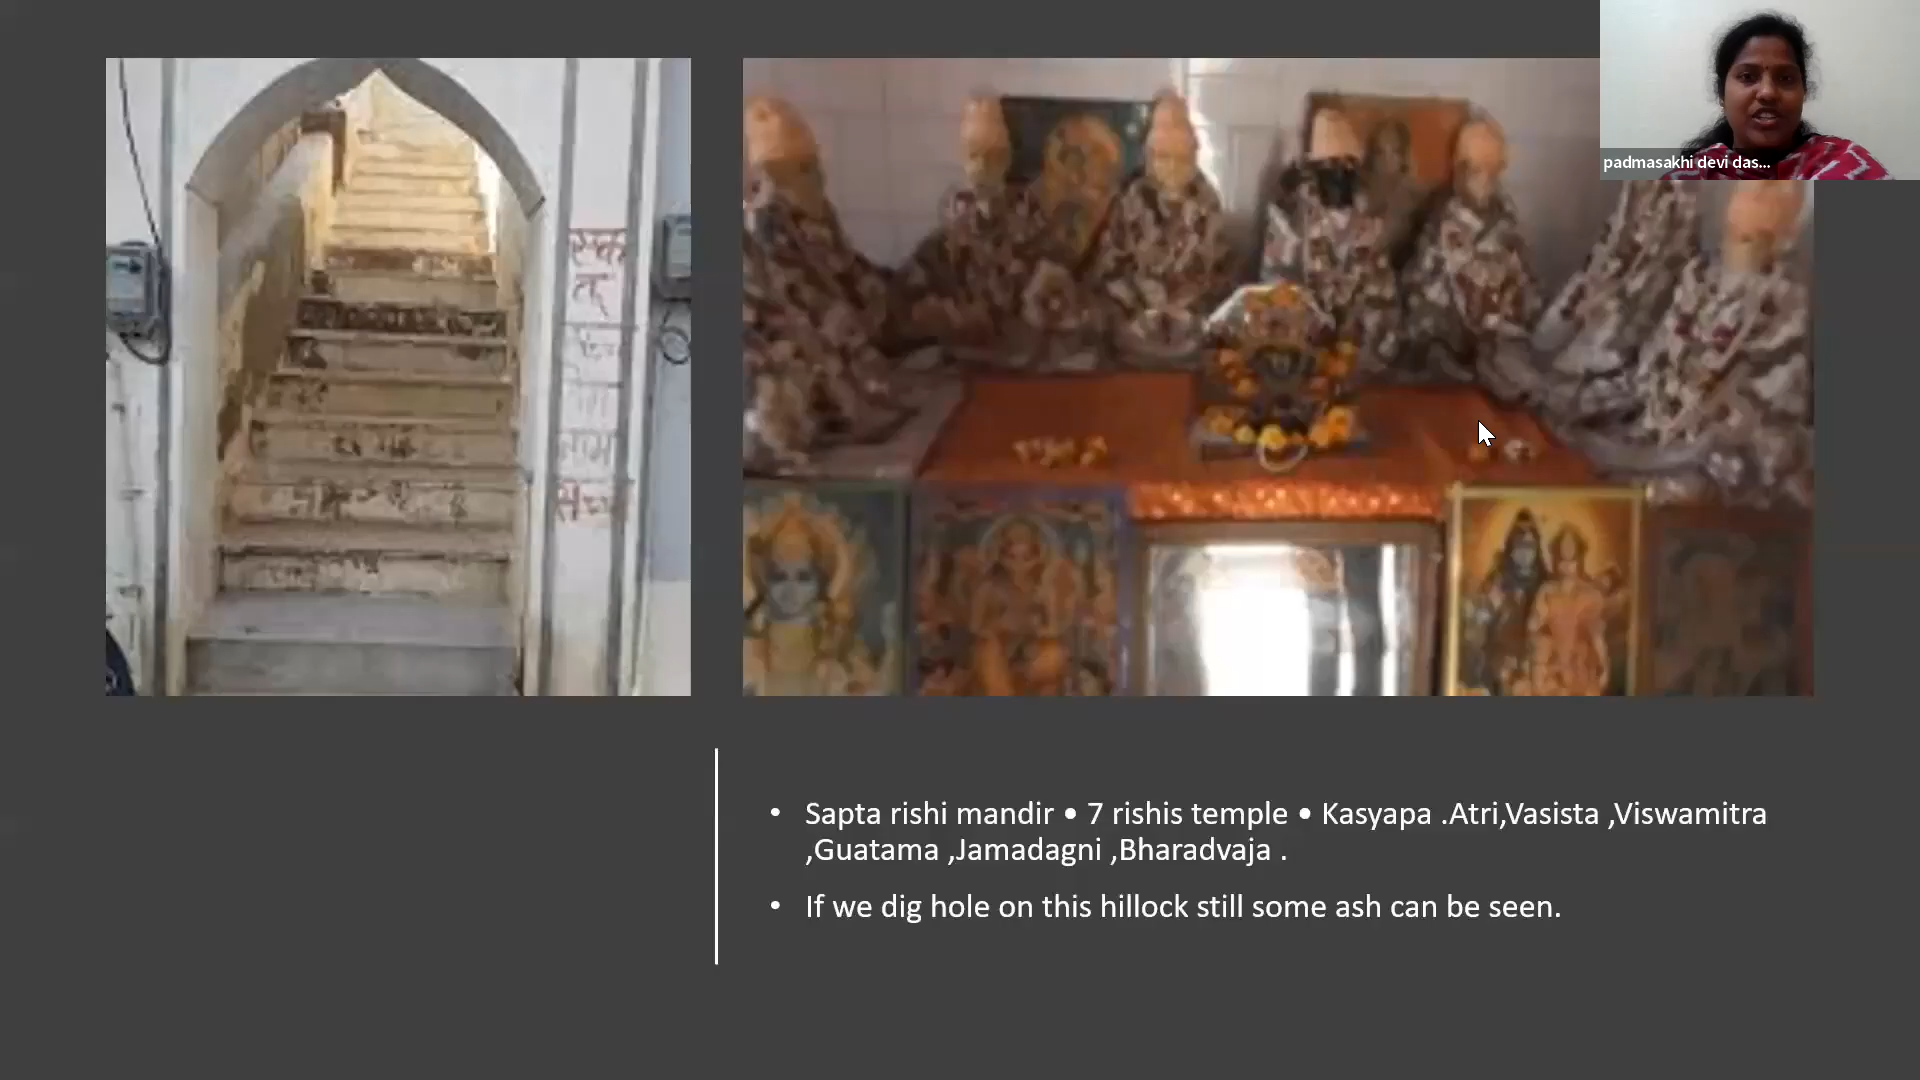 padmasakhi devi das...
• Sapta rishi mandir • 7 rishis temple • Kasyapa .Atri,Vasista ,Viswamitra
,Guatama ,Jamadagni ,Bharadvaja .
• If we dig hole on this hillock still some ash can be seen.